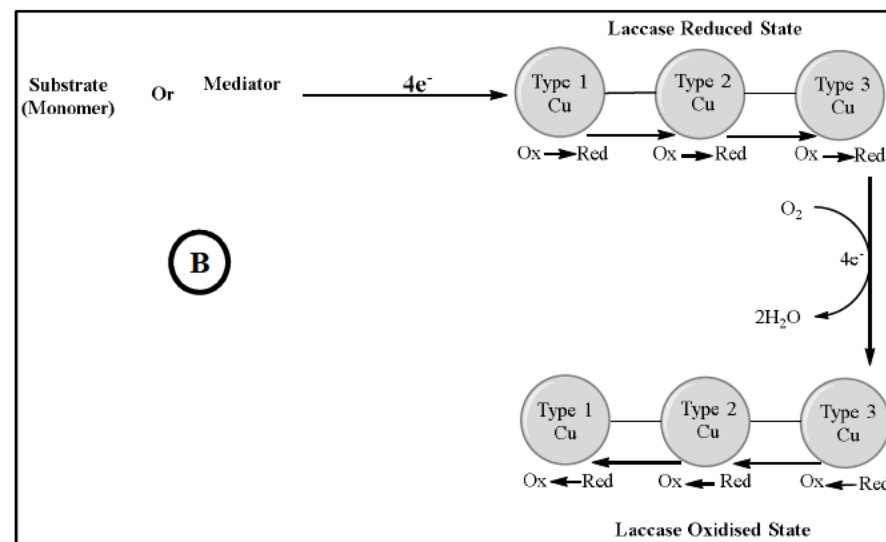 Laccase Reduced State
Substrate
(Monomer)
Or
Mediator
4e⁻
Type 1
Cu
Type 2
Cu
Type 3
Cu
Ox Red
Ox Red
Ox Red
O₂
4e⁻
2H₂O
B
Type 1
Cu
Type 2
Cu
Type 3
Cu
Ox Red
Ox Red
Ox Red
Laccase Oxidised State